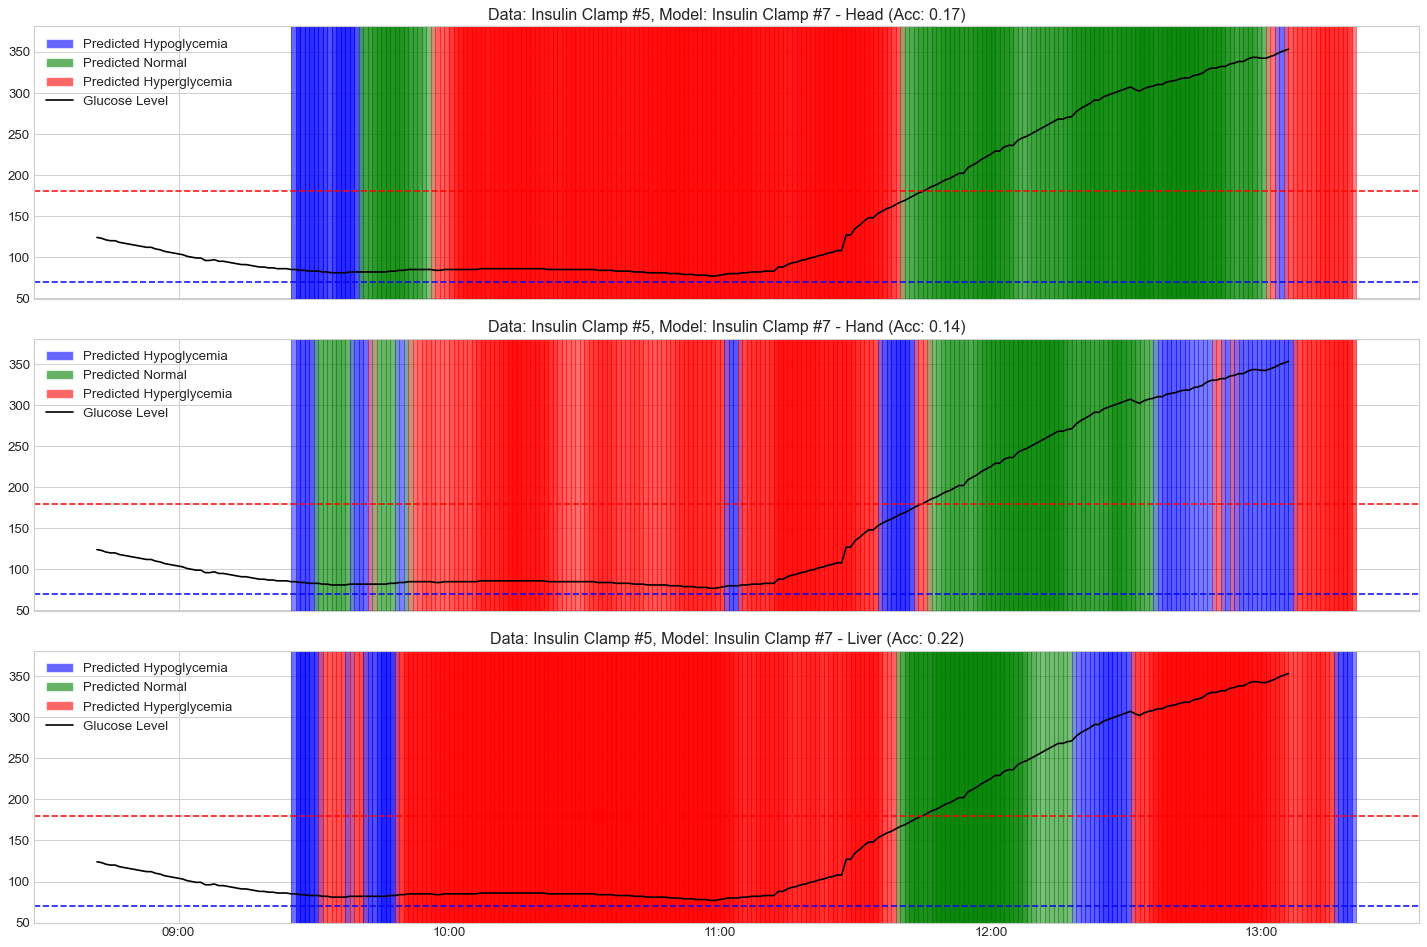 Data: Insulin Clamp #5, Model: Insulin Clamp #7 - Head (Acc: 0.17)
Predicted Hypoglycemia
Predicted Normal
Predicted Hyperglycemia
Glucose Level
350
300
250
200
150
100
50
Data: Insulin Clamp #5, Model: Insulin Clamp #7 - Hand (Acc: 0.14)
Predicted Hypoglycemia
Predicted Normal
Predicted Hyperglycemia
Glucose Level
350
300
250
200
150
100
50
Data: Insulin Clamp #5, Model: Insulin Clamp #7 - Liver (Acc: 0.22)
Predicted Hypoglycemia
Predicted Normal
Predicted Hyperglycemia
Glucose Level
350
300
250
200
150
100
50
09:00 10:00 11:00 12:00 13:00